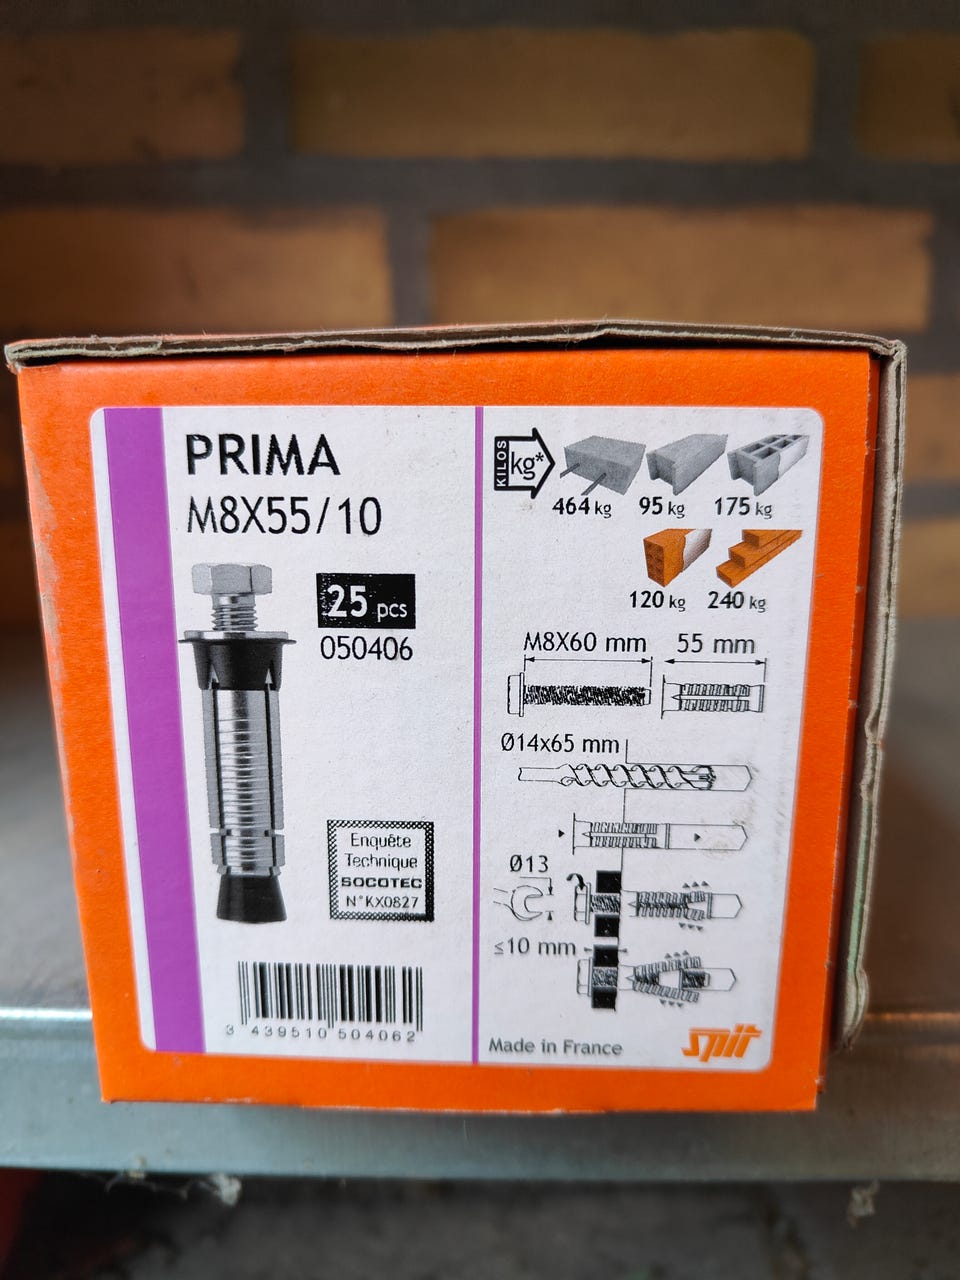 PRIMA
M8X55/10
25 pcs
050406
Enquête
Technique
SOCOTEC
N°KX0827
3 439510 504062
KILOS
kg*
464 kg 95 kg 175 kg
120 kg 240 kg
M8X60 mm 55 mm
Ø14x65 mm
Ø13
≤10 mm
Made in France
spit